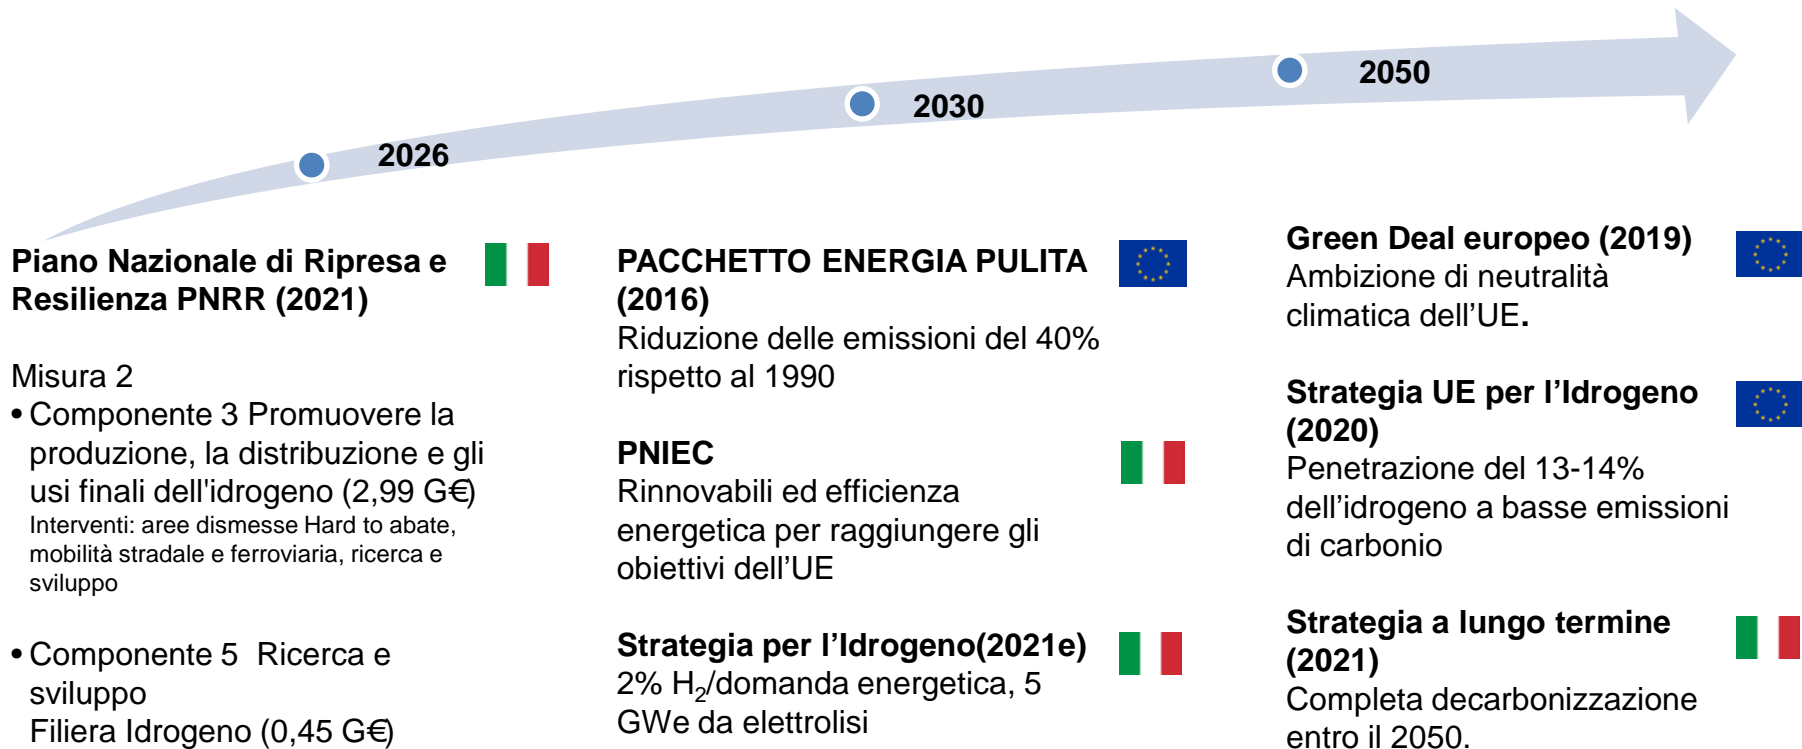 2026
2030
2050
Piano Nazionale di Ripresa e
Resilienza PNRR (2021)
Misura 2
• Componente 3 Promuovere la
produzione, la distribuzione e gli
usi finali dell'idrogeno (2,99 G€)
Interventi: aree dismesse Hard to abate,
mobilità stradale e ferroviaria, ricerca e
sviluppo
• Componente 5 Ricerca e
sviluppo
Filiera Idrogeno (0,45 G€)
PACCHETTO ENERGIA PULITA
(2016)
Riduzione delle emissioni del 40%
rispetto al 1990
PNIEC
Rinnovabili ed efficienza
energetica per raggiungere gli
obiettivi dell’UE
Strategia per l’Idrogeno(2021e)
2% H₂/domanda energetica, 5
GWe da elettrolisi
Green Deal europeo (2019)
Ambizione di neutralità
climatica dell’UE.
Strategia UE per l’Idrogeno
(2020)
Penetrazione del 13-14%
dell’idrogeno a basse emissioni
di carbonio
Strategia a lungo termine
(2021)
Completa decarbonizzazione
entro il 2050.